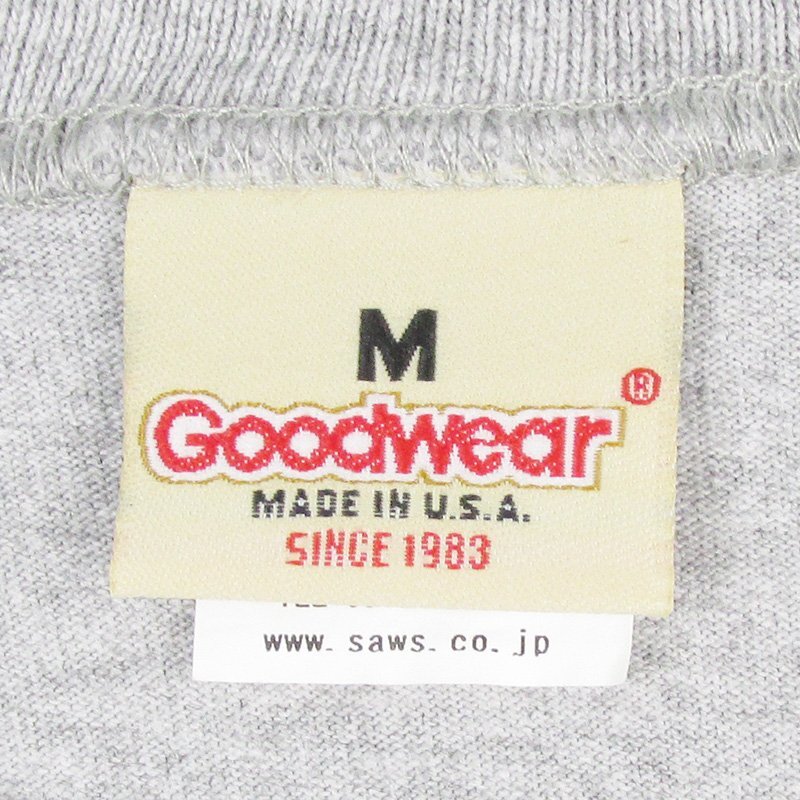 M
Goodwear®
MADE IN U.S.A.
SINCE 1983
www.saws.co.jp